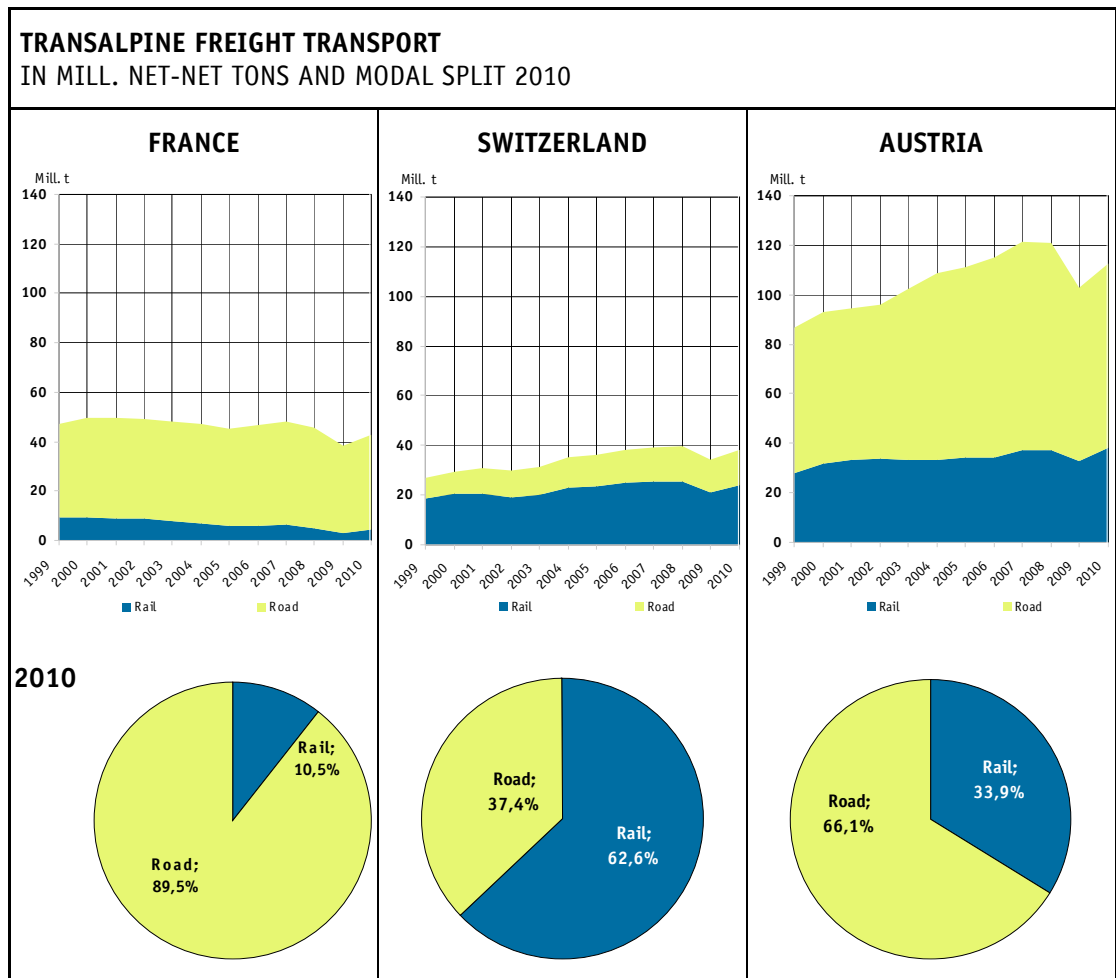 TRANSALPINE FREIGHT TRANSPORT
IN MILL. NET-NET TONS AND MODAL SPLIT 2010
FRANCE
Mill. t
140
120
100
80
60
40
20
0
1999 2000 2001 2002 2003 2004 2005 2006 2007 2008 2009 2010
Rail Road
SWITZERLAND
Mill. t
140
120
100
80
60
40
20
0
1999 2000 2001 2002 2003 2004 2005 2006 2007 2008 2009 2010
Rail Road
AUSTRIA
Mill. t
140
120
100
80
60
40
20
0
1999 2000 2001 2002 2003 2004 2005 2006 2007 2008 2009 2010
Rail Road
2010
Rail;
10,5%
Road;
89,5%
Road;
37,4%
Rail;
62,6%
Rail;
33,9%
Road;
66,1%